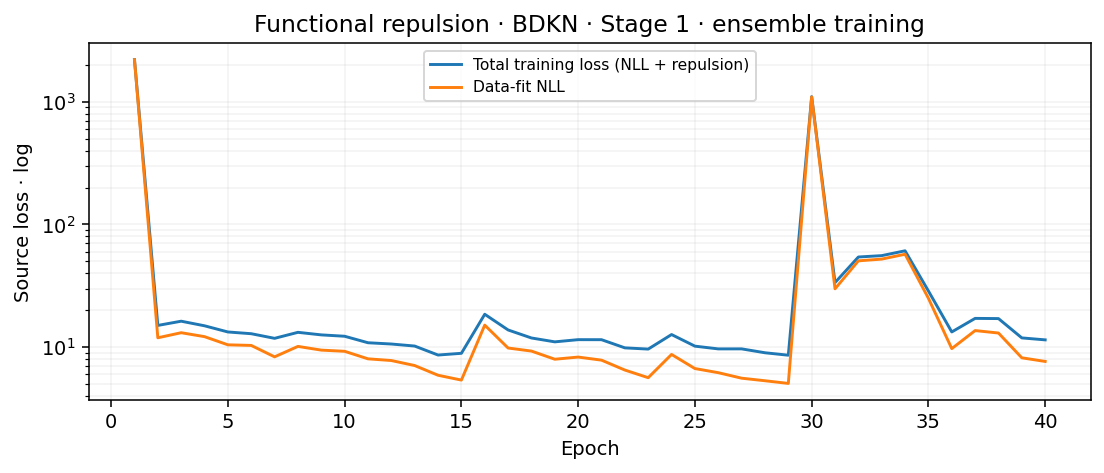 Functional repulsion · BDKN · Stage 1 · ensemble training
Total training loss (NLL + repulsion)
Data-fit NLL
Source loss · log
10³
10²
10¹
0 5 10 15 20 25 30 35 40
Epoch